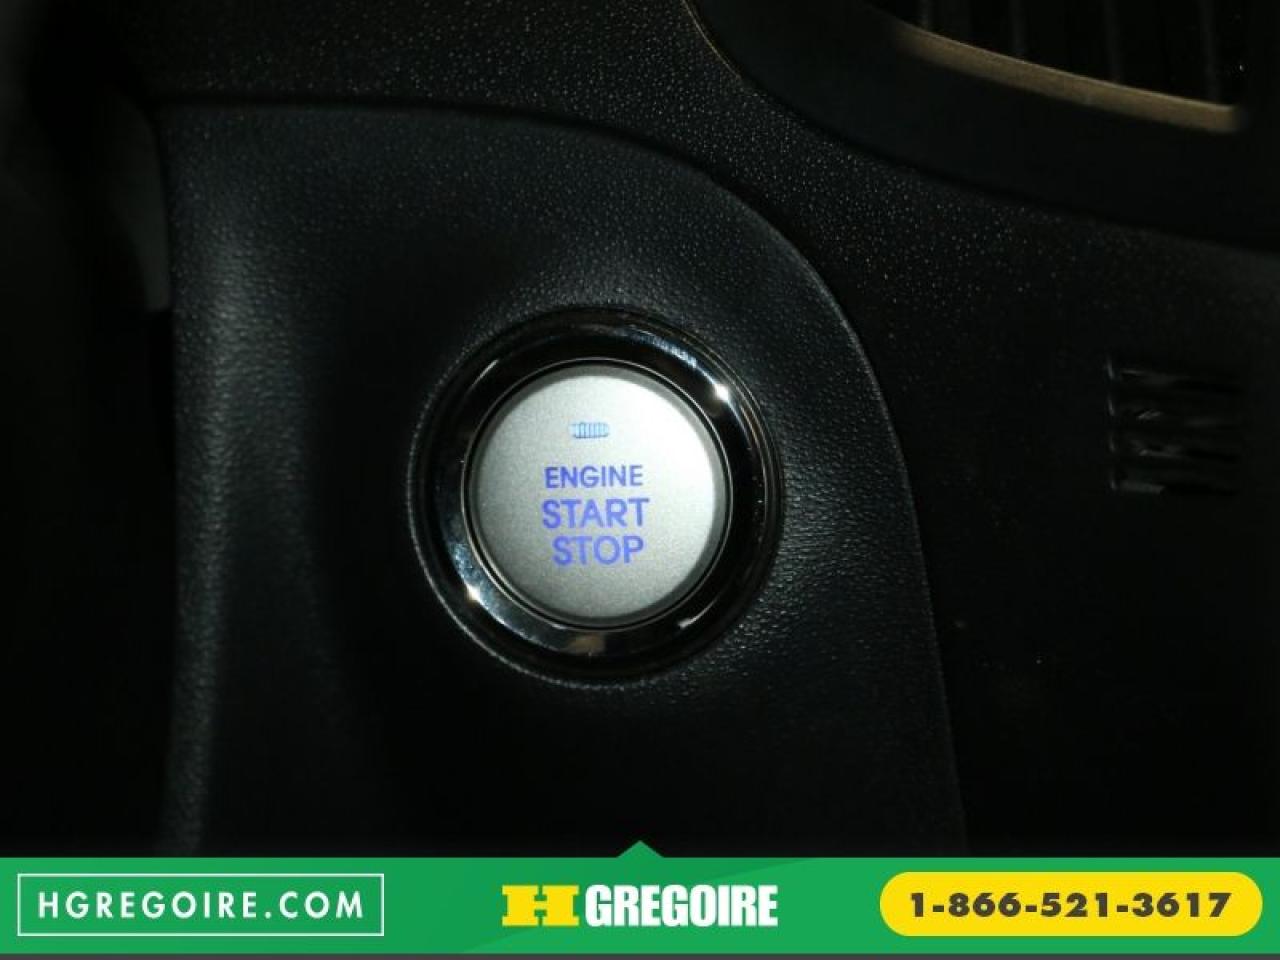 ENGINE
START
STOP
HGREGOIRE.COM
H GREGOIRE
1-866-521-3617